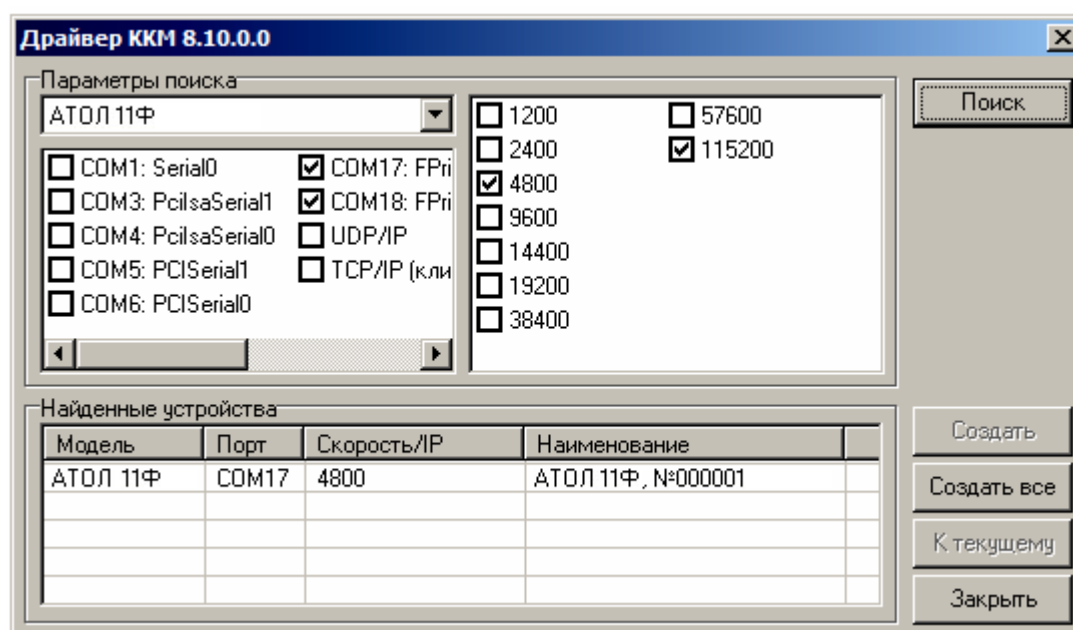 Драйвер ККМ 8.10.0.0
Параметры поиска
АТОЛ 11Ф
COM1: Serial0
COM3: PciIsaSerial1
COM4: PciIsaSerial0
COM5: PCISerial1
COM6: PCISerial0
COM17: FPri
COM18: FPri
UDP/IP
TCP/IP (кли
1200
2400
4800
9600
14400
19200
38400
57600
115200
Поиск
Найденные устройства
Модель Порт Скорость/IP Наименование
АТОЛ 11Ф COM17 4800 АТОЛ 11Ф, №000001
Создать
Создать все
К текущему
Закрыть